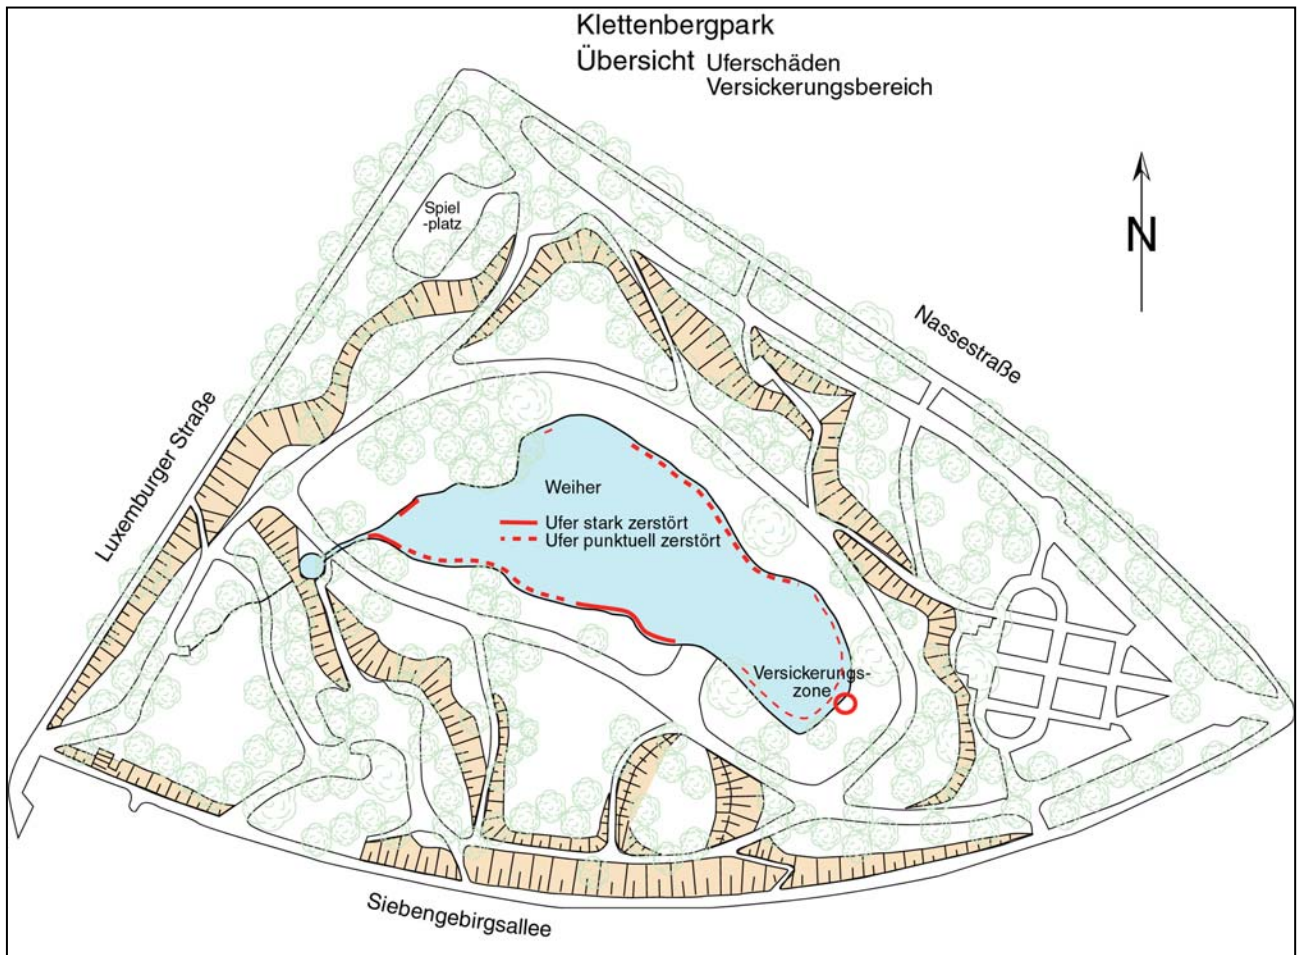 Klettenbergpark
Übersicht Uferschäden
Versickerungsbereich
Spiel
-platz
N
Nassestraße
Luxemburger Straße
Weiher
Ufer stark zerstört
Ufer punktuell zerstört
Versickerungs-
zone
Siebengebirgsallee